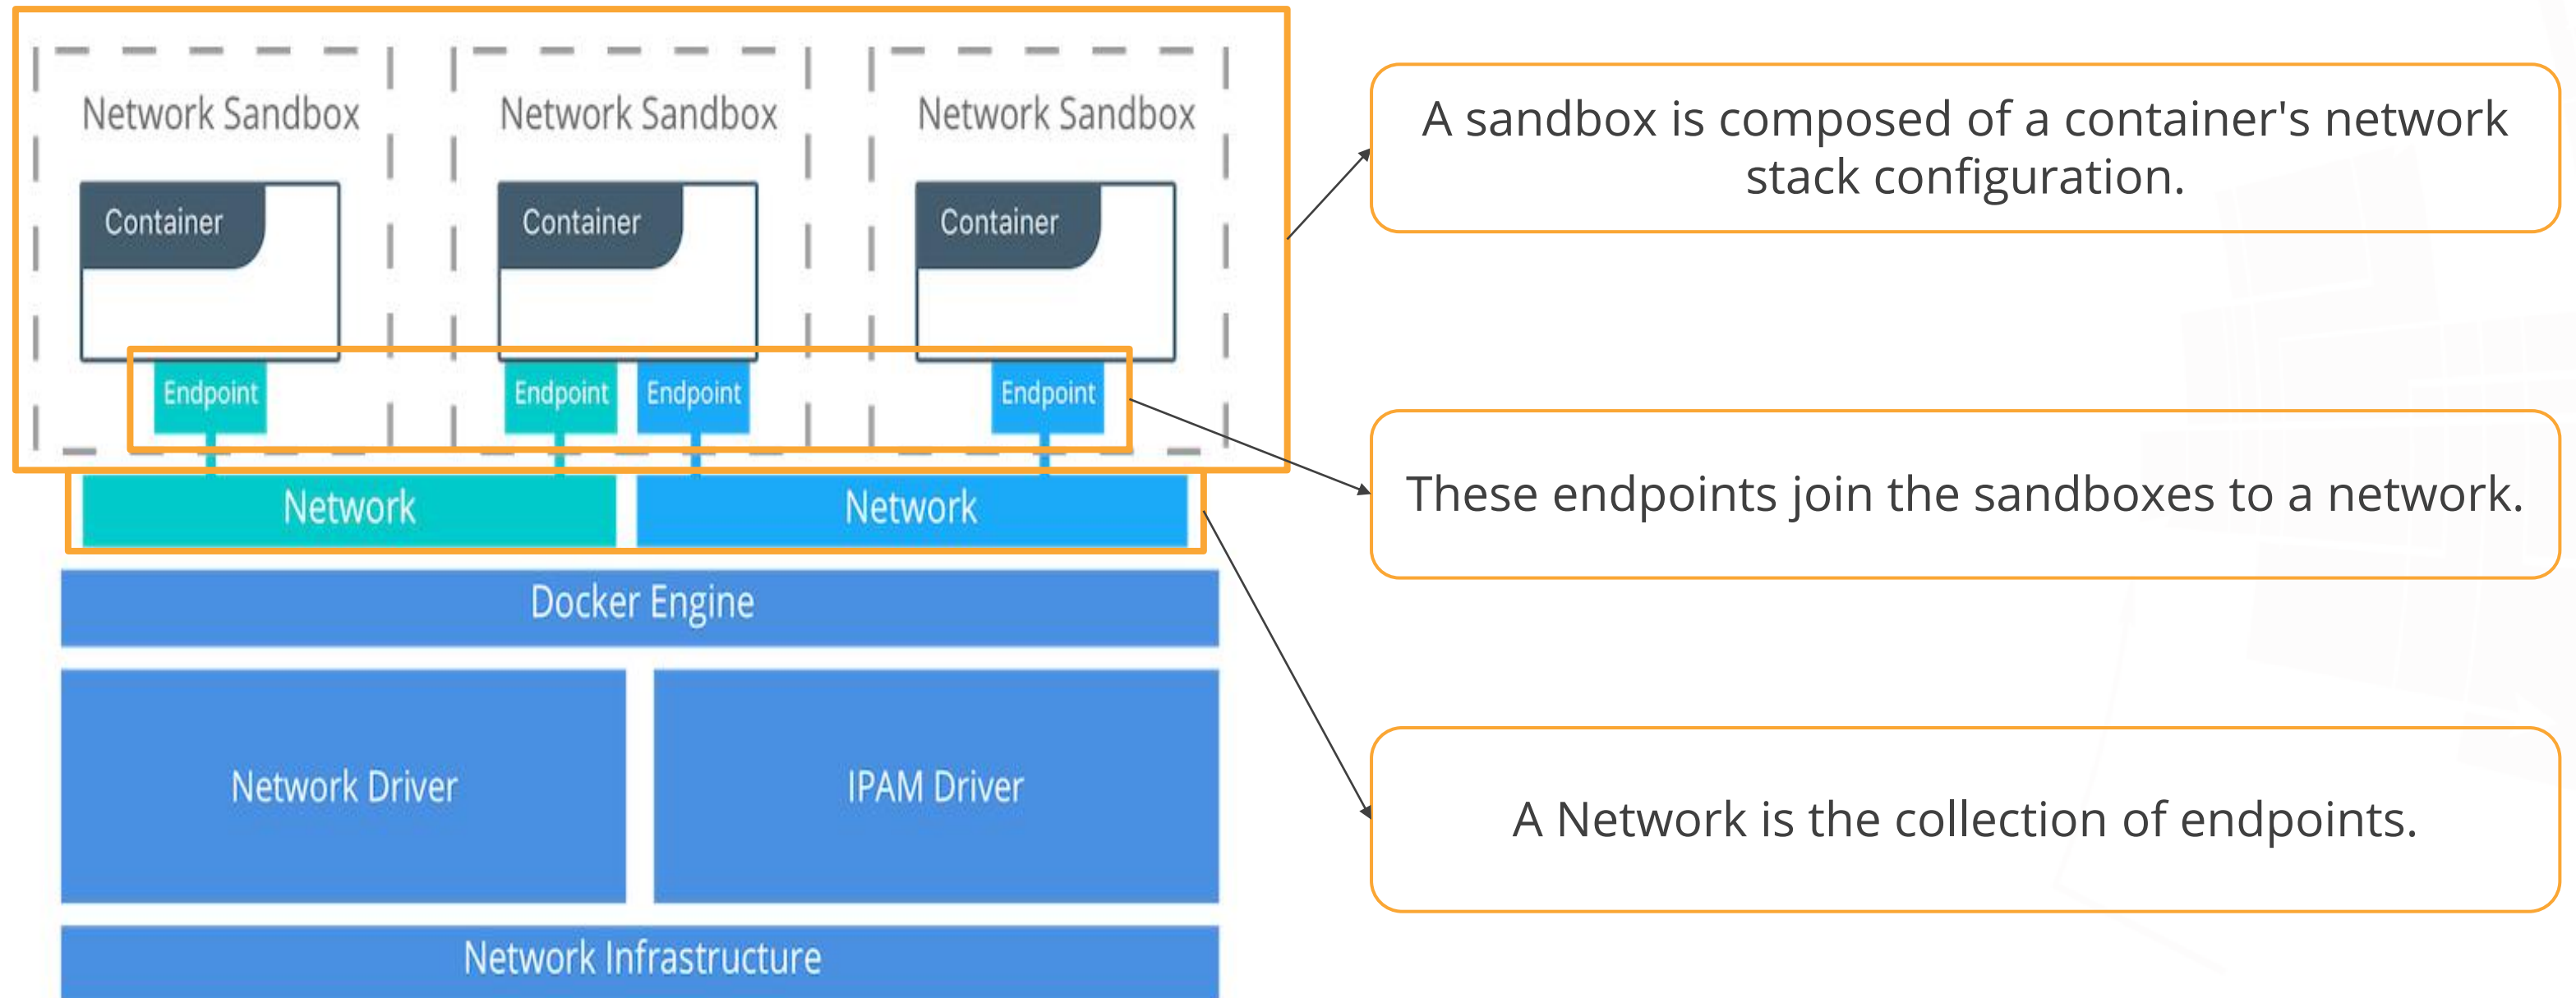 Network Sandbox
Network Sandbox
Network Sandbox
Container
Container
Container
Endpoint
Endpoint
Endpoint
Endpoint
Network
Network
Docker Engine
Network Driver
IPAM Driver
Network Infrastructure
A sandbox is composed of a container's network
stack configuration.
These endpoints join the sandboxes to a network.
A Network is the collection of endpoints.